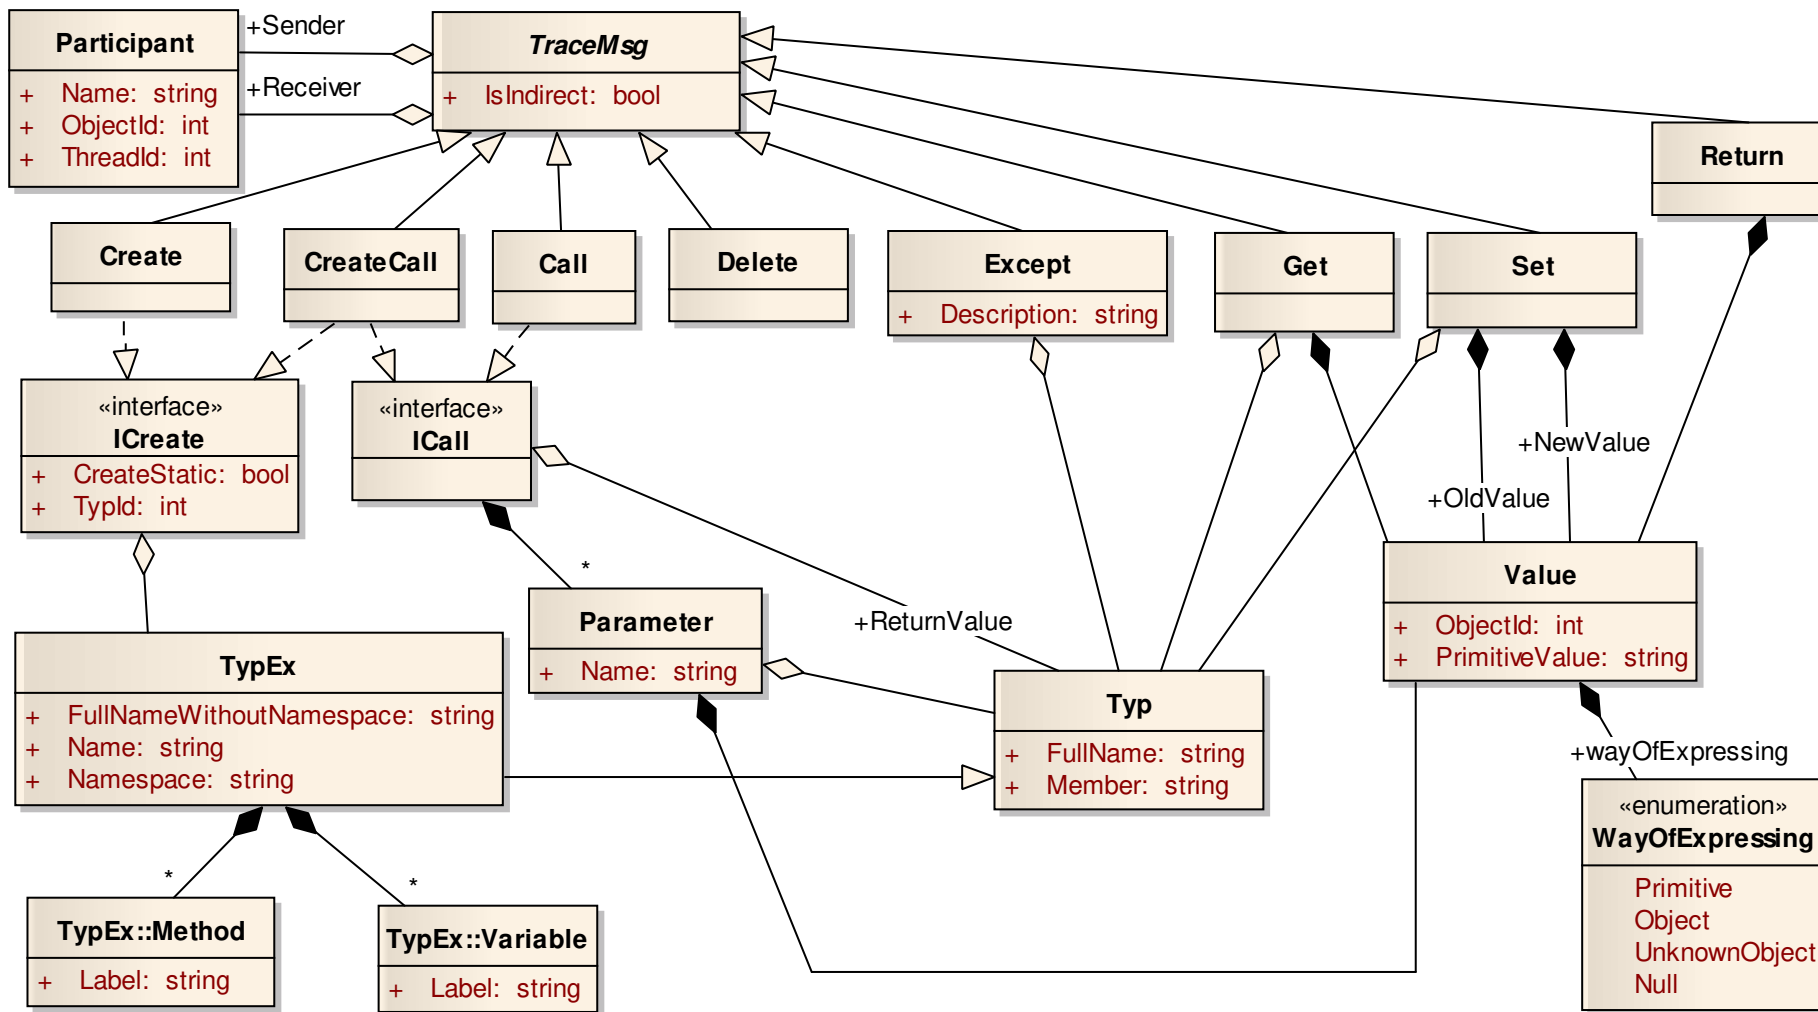 Participant
+ Name: string
+ ObjectId: int
+ ThreadId: int
+Sender
+Receiver
TraceMsg
+ IsIndirect: bool
Return
Create
CreateCall
Call
Delete
Except
+ Description: string
Get
Set
«interface»
ICreate
+ CreateStatic: bool
+ TypId: int
«interface»
ICall
+NewValue
+OldValue
*
Parameter
+ Name: string
+ReturnValue
Value
+ ObjectId: int
+ PrimitiveValue: string
TypEx
+ FullNameWithoutNamespace: string
+ Name: string
+ Namespace: string
Typ
+ FullName: string
+ Member: string
+wayOfExpressing
«enumeration»
WayOfExpressing
Primitive
Object
UnknownObject
Null
*
*
TypEx::Method
+ Label: string
TypEx::Variable
+ Label: string